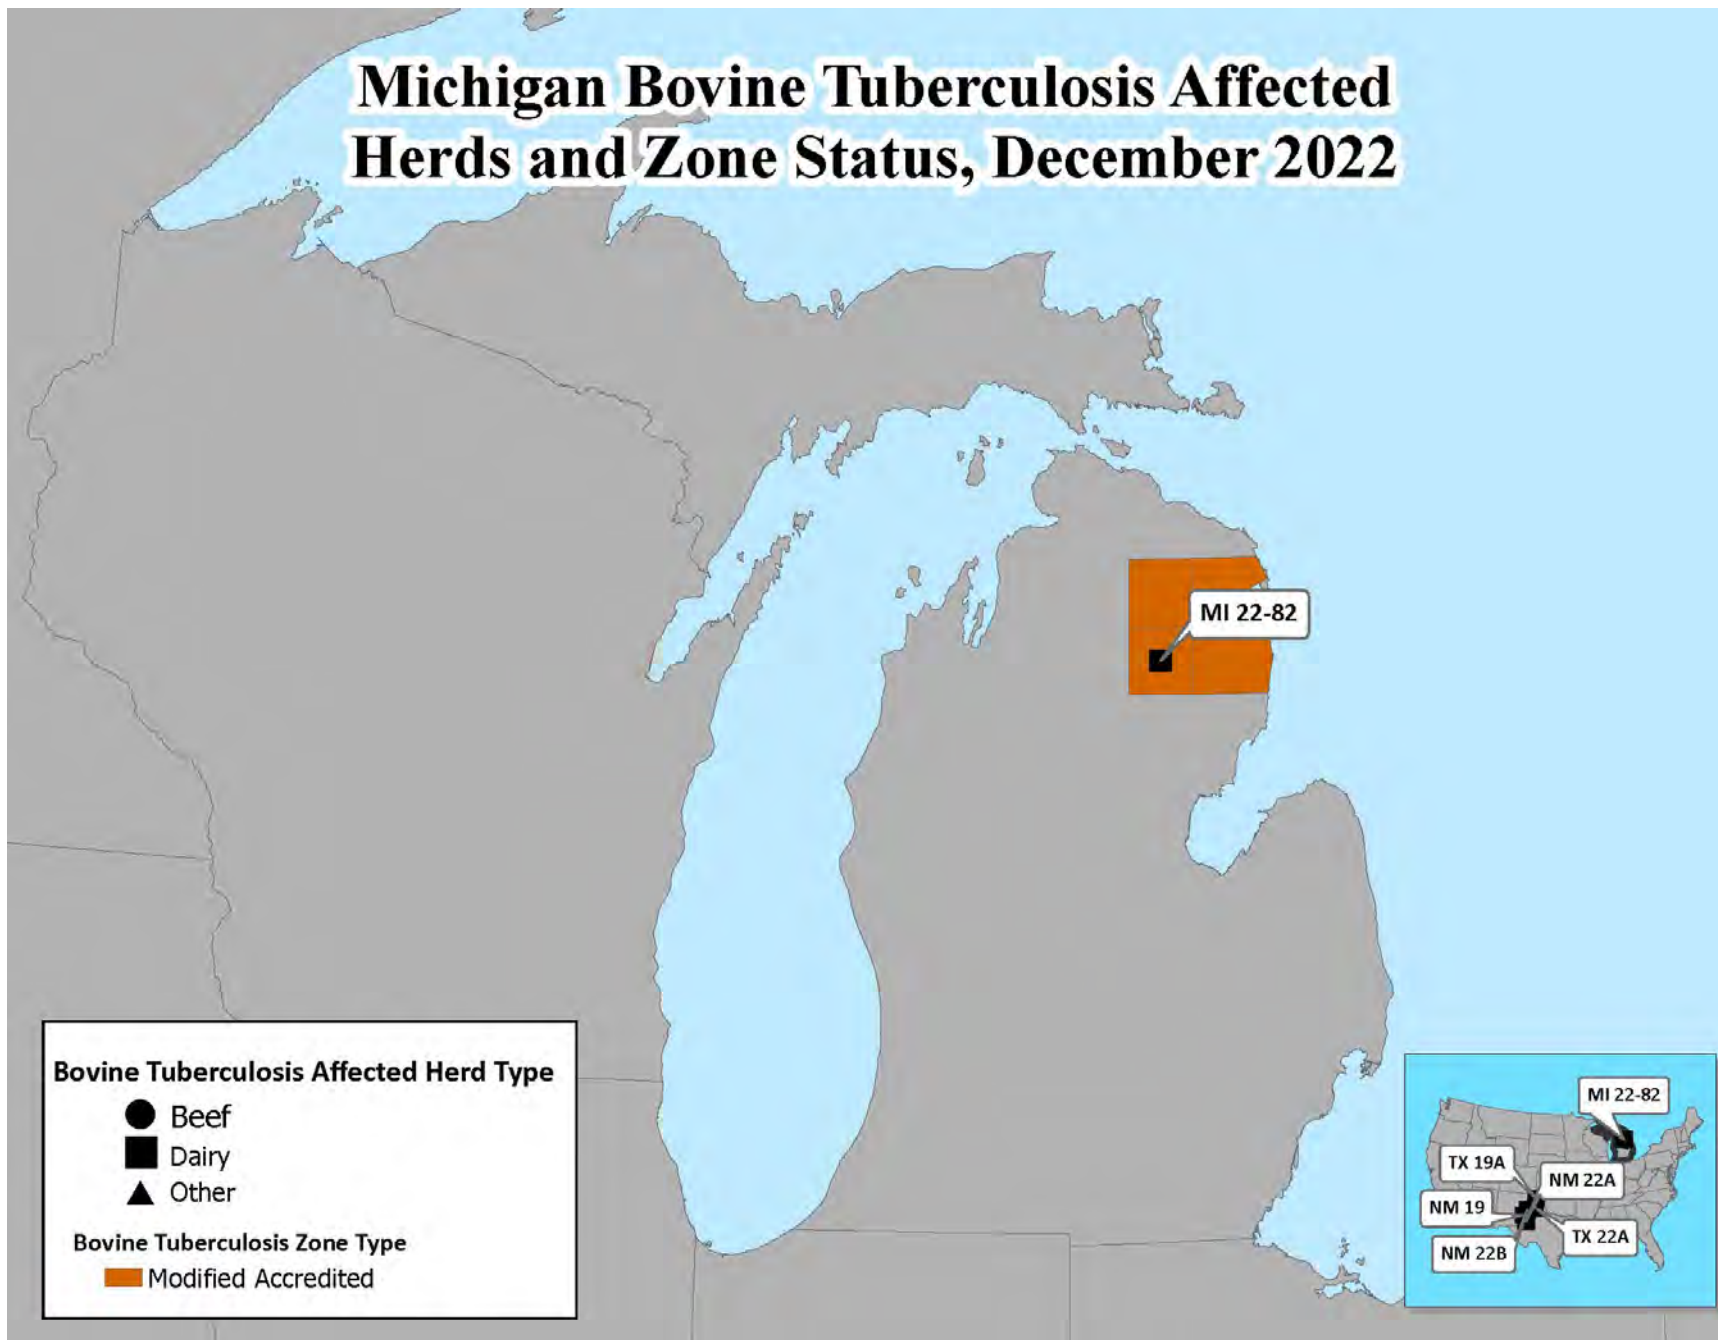 Michigan Bovine Tuberculosis Affected
Herds and Zone Status, December 2022
MI 22-82
Bovine Tuberculosis Affected Herd Type
Beef
Dairy
Other
Bovine Tuberculosis Zone Type
Modified Accredited
MI 22-82
TX 19A
NM 22A
NM 19
TX 22A
NM 22B